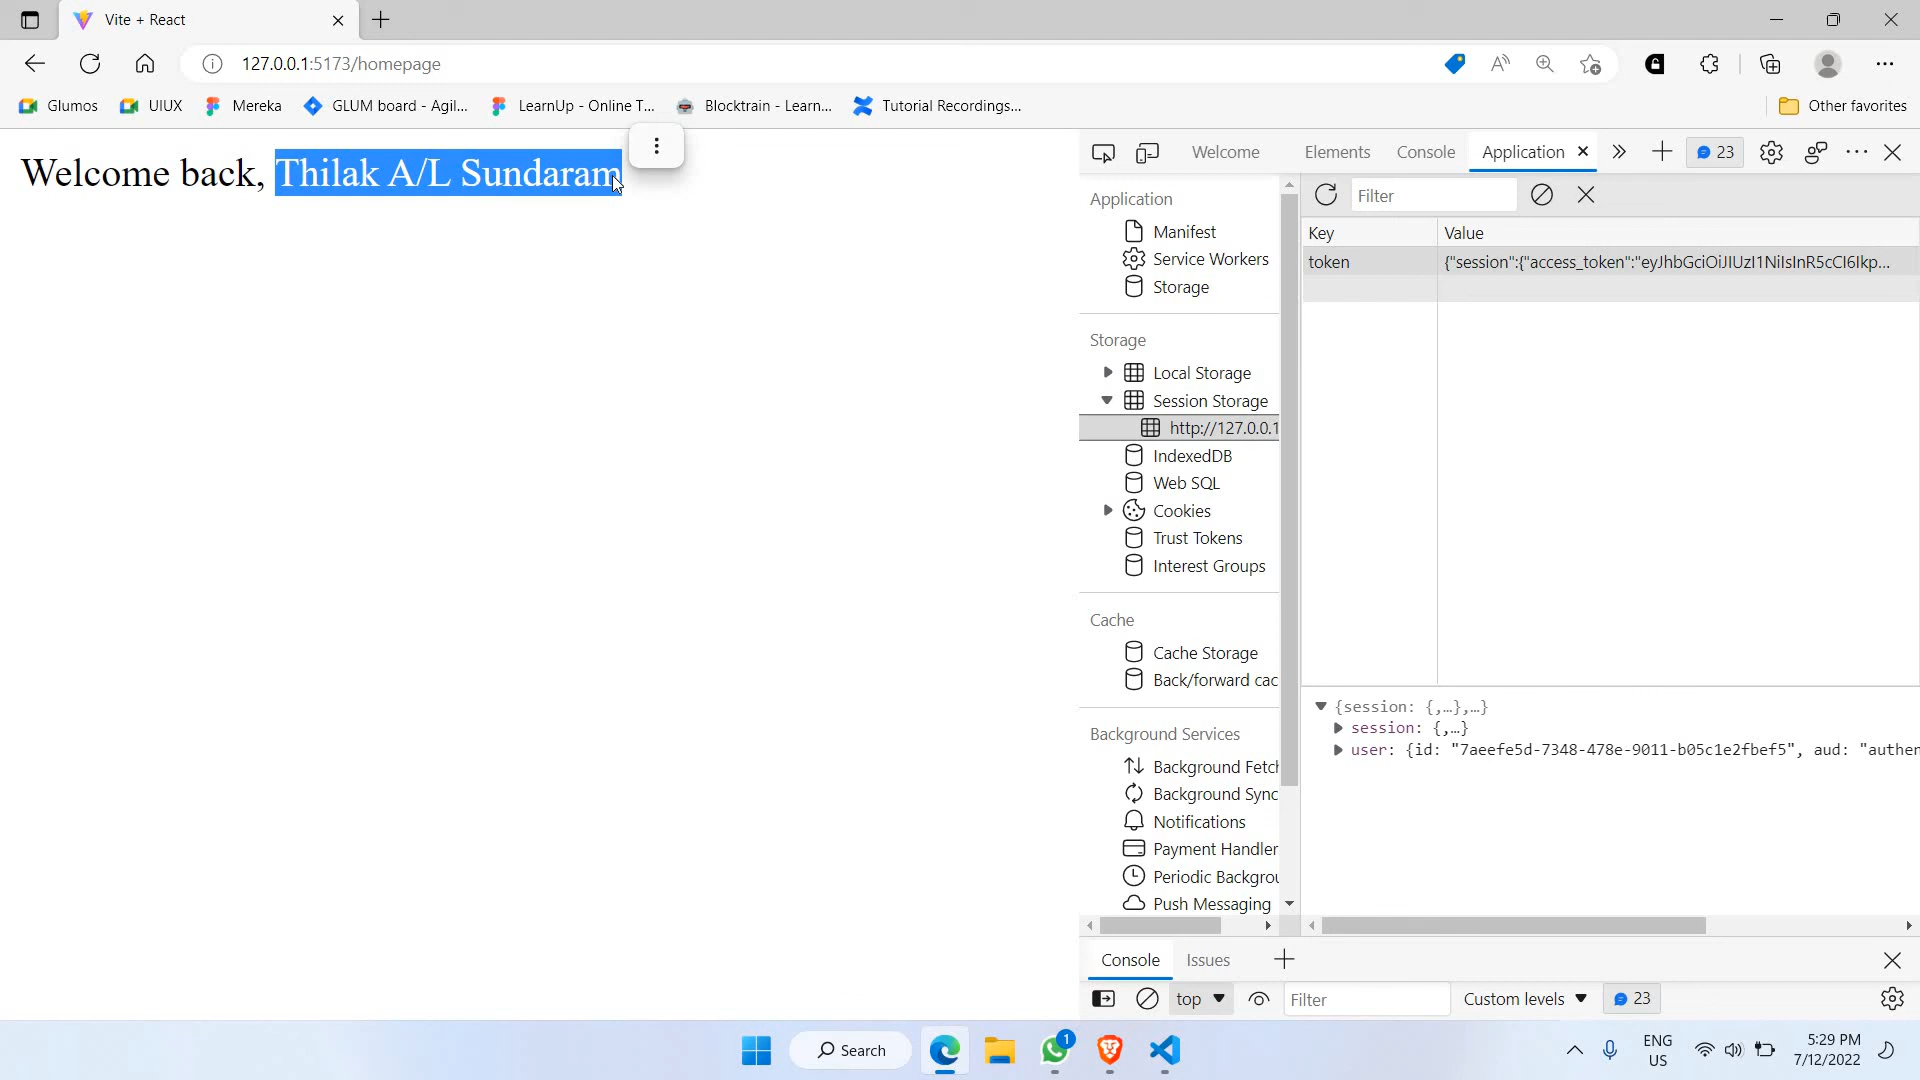 Vite + React
127.0.0.1:5173/homepage
Glumos
UIUX
Mereka
GLUM board - Agil...
LearnUp - Online T...
Blocktrain - Learn...
Tutorial Recordings...
Other favorites
Welcome back, Thilak A/L Sundaram
Welcome
Elements
Console
Application
23
Application
Manifest
Service Workers
Storage
Storage
Local Storage
Session Storage
http://127.0.0.1
IndexedDB
Web SQL
Cookies
Trust Tokens
Interest Groups
Cache
Cache Storage
Back/forward cac
Background Services
Background Fetch
Background Sync
Notifications
Payment Handler
Periodic Backgrou
Push Messaging
Filter
Key
Value
token
{"session":{"access_token":"eyJhbGciOiJIUzI1NiIsInR5cCI6Ikp...
{session: {,…},…}
session: {,…}
user: {id: "7aeefe5d-7348-478e-9011-b05c1e2fbef5", aud: "authen
Console
Issues
top
Filter
Custom levels
23
Search
1
ENG
US
5:29 PM
7/12/2022